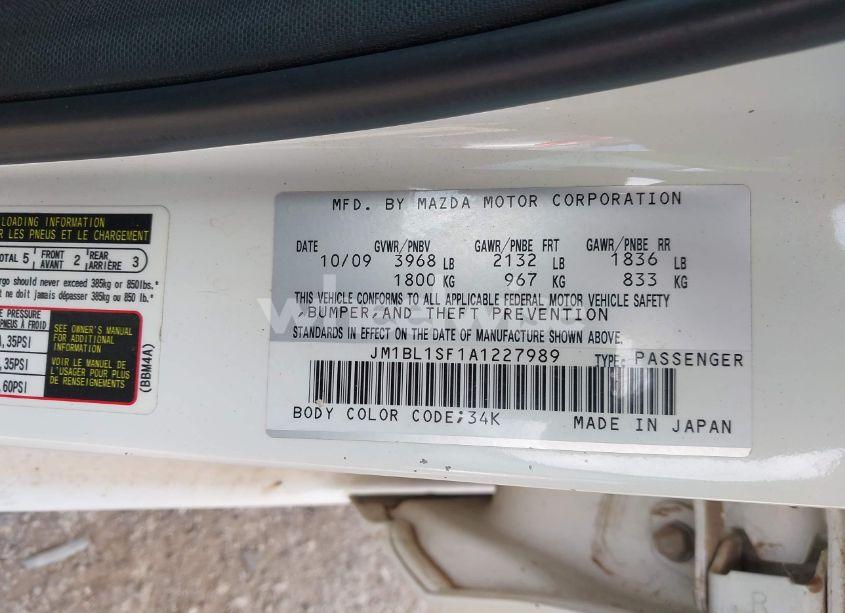 LOADING INFORMATION
R LES PNEUS ET LE CHARGEMENT
OTAL 5 FRONT AVANT 2 REAR ARRIÈRE 3
rgo should never exceed 385kg or 850lbs."
t ne doit jamais dépasser 385kg ou 850 lb."
E PRESSURE
PNEUS À FROID
, 35PSI
, 35PSI
, 60PSI
SEE OWNER'S MANUAL
FOR ADDITIONAL
INFORMATION
VOIR LE MANUEL DE
L'USAGER POUR PLUS
DE RENSEIGNEMENTS
(BBM4A)
MFD. BY MAZDA MOTOR CORPORATION
DATE GVWR/PNBV GAWR/PNBE FRT GAWR/PNBE RR
10/09 3968 LB 2132 LB 1836 LB
1800 KG 967 KG 833 KG
THIS VEHICLE CONFORMS TO ALL APPLICABLE FEDERAL MOTOR VEHICLE SAFETY
,BUMPER,AND THEFT PREVENTION
STANDARDS IN EFFECT ON THE DATE OF MANUFACTURE SHOWN ABOVE.
JM1BL1SF1A1227989 TYPE: PASSENGER
BODY COLOR CODE;34K MADE IN JAPAN